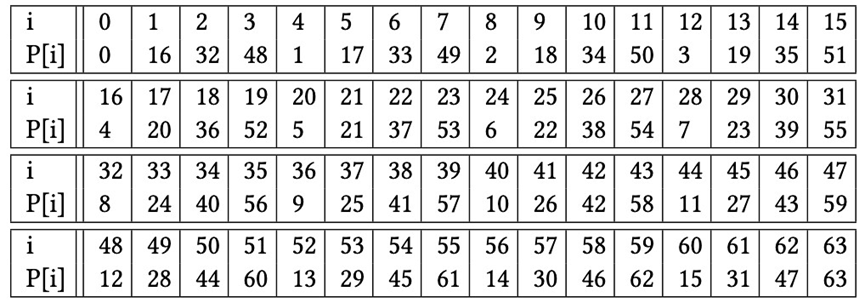 i 0 1 2 3 4 5 6 7 8 9 10 11 12 13 14 15
P[i] 0 16 32 48 1 17 33 49 2 18 34 50 3 19 35 51
i 16 17 18 19 20 21 22 23 24 25 26 27 28 29 30 31
P[i] 4 20 36 52 5 21 37 53 6 22 38 54 7 23 39 55
i 32 33 34 35 36 37 38 39 40 41 42 43 44 45 46 47
P[i] 8 24 40 56 9 25 41 57 10 26 42 58 11 27 43 59
i 48 49 50 51 52 53 54 55 56 57 58 59 60 61 62 63
P[i] 12 28 44 60 13 29 45 61 14 30 46 62 15 31 47 63